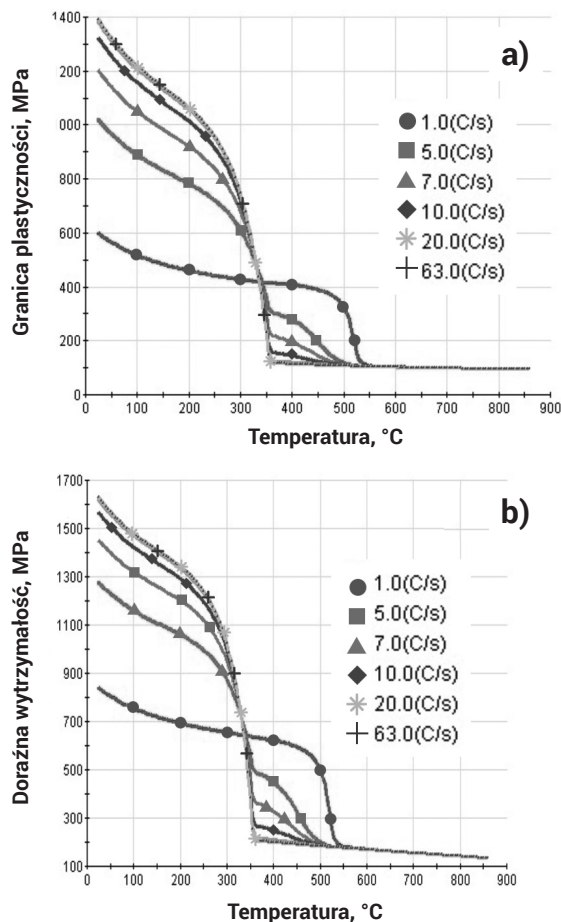 a)
Granica plastyczności, MPa
1400
1200
000
800
600
400
200
0
0 100 200 300 400 500 600 700 800 900
Temperatura, °C
1.0(C/s)
5.0(C/s)
7.0(C/s)
10.0(C/s)
20.0(C/s)
63.0(C/s)
b)
Doraźna wytrzymałość, MPa
1700
1500
1300
1100
900
700
500
300
100
0 100 200 300 400 500 600 700 800 900
Temperatura, °C
1.0(C/s)
5.0(C/s)
7.0(C/s)
10.0(C/s)
20.0(C/s)
63.0(C/s)